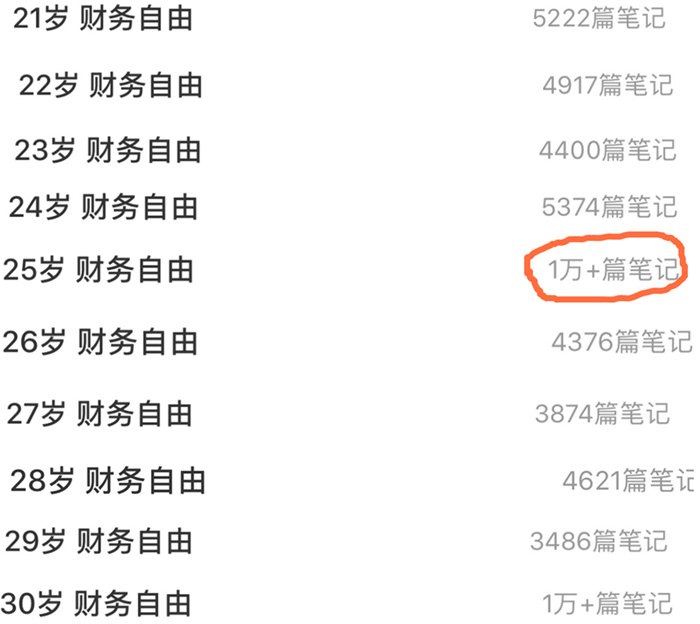 21岁 财务自由 5222篇笔记
22岁 财务自由 4917篇笔记
23岁 财务自由 4400篇笔记
24岁 财务自由 5374篇笔记
25岁 财务自由 1万+篇笔记
26岁 财务自由 4376篇笔记
27岁 财务自由 3874篇笔记
28岁 财务自由 4621篇笔记
29岁 财务自由 3486篇笔记
30岁 财务自由 1万+篇笔记